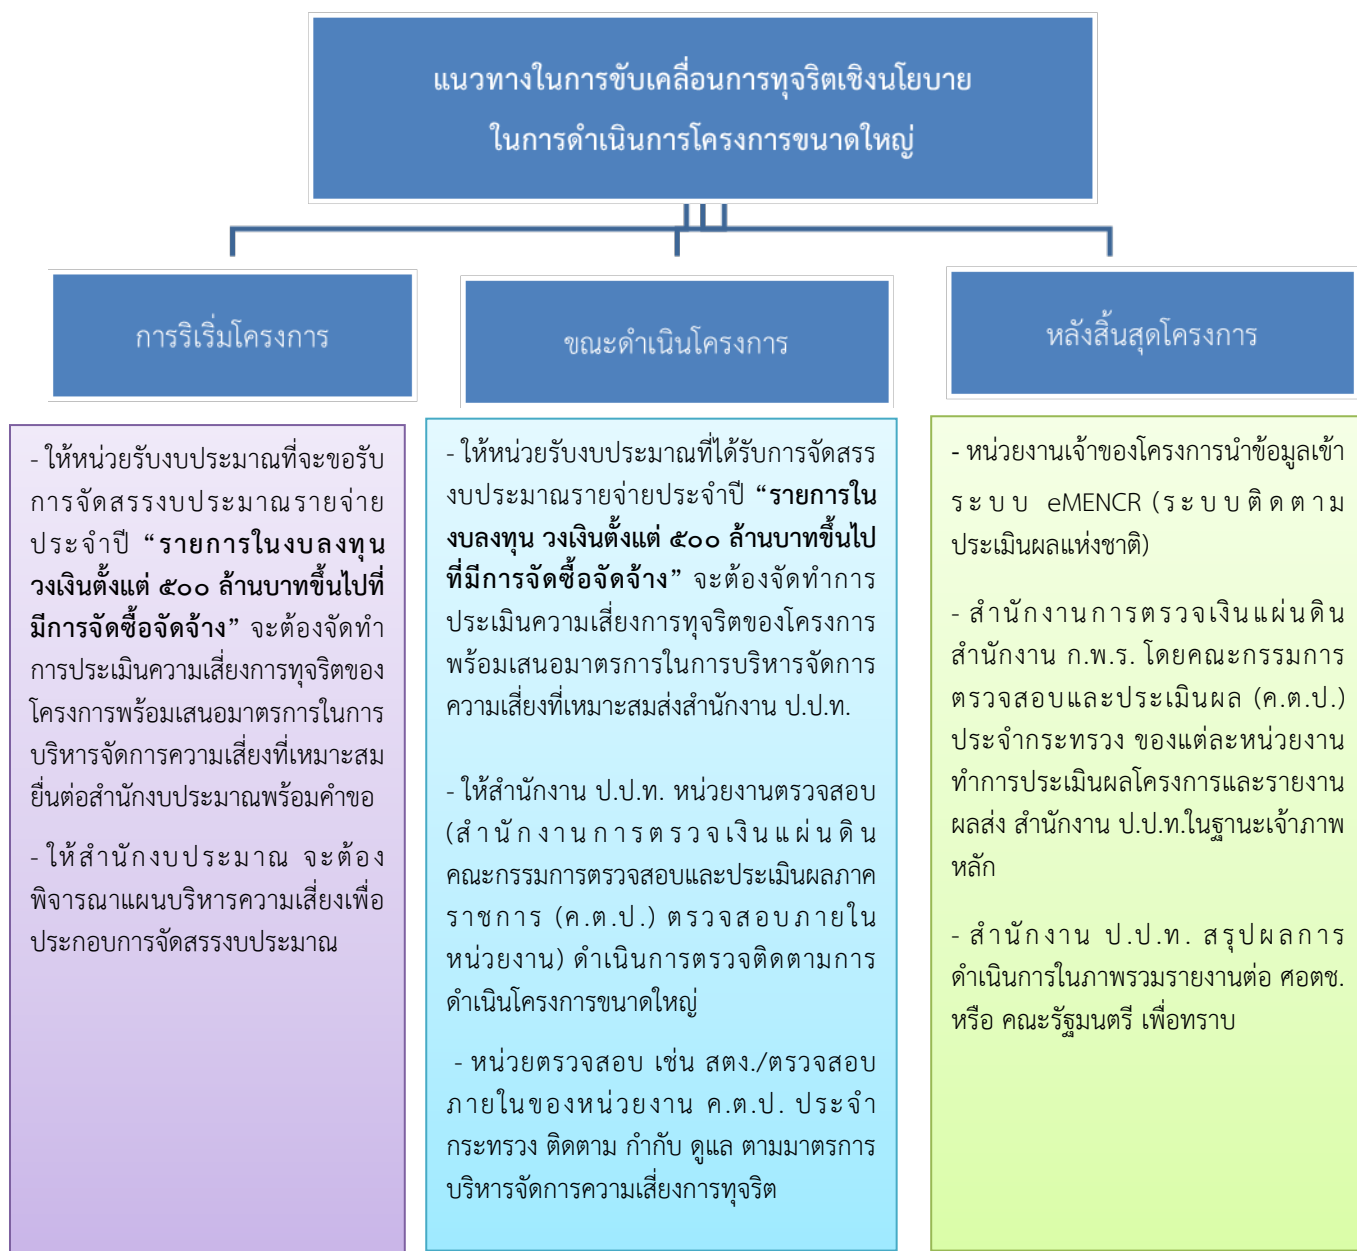 แนวทางในการขับเคลื่อนการทุจริตเชิงนโยบาย
ในการดำเนินการโครงการขนาดใหญ่
การริเริ่มโครงการ
ขณะดำเนินโครงการ
หลังสิ้นสุดโครงการ
- ให้หน่วยรับงบประมาณที่จะขอรับ
การจัดสรรงบประมาณรายจ่าย
ประจำปี “รายการในงบลงทุน
วงเงินตั้งแต่ ๕๐๐ ล้านบาทขึ้นไปที่
มีการจัดซื้อจัดจ้าง” จะต้องจัดทำ
การประเมินความเสี่ยงการทุจริตของ
โครงการพร้อมเสนอมาตรการในการ
บริหารจัดการความเสี่ยงที่เหมาะสม
ยื่นต่อสำนักงบประมาณพร้อมคำขอ
- ให้สำนักงบประมาณ จะต้อง
พิจารณาแผนบริหารความเสี่ยงเพื่อ
ประกอบการจัดสรรงบประมาณ
- ให้หน่วยรับงบประมาณที่ได้รับการจัดสรร
งบประมาณรายจ่ายประจำปี “รายการใน
งบลงทุน วงเงินตั้งแต่ ๕๐๐ ล้านบาทขึ้นไป
ที่มีการจัดซื้อจัดจ้าง” จะต้องจัดทำการ
ประเมินความเสี่ยงการทุจริตของโครงการ
พร้อมเสนอมาตรการในการบริหารจัดการ
ความเสี่ยงที่เหมาะสมส่งสำนักงาน ป.ป.ท.
- ให้สำนักงาน ป.ป.ท. หน่วยงานตรวจสอบ
(สำนักงานการตรวจเงินแผ่นดิน
คณะกรรมการตรวจสอบและประเมินผลภาค
ราชการ (ค.ต.ป.) ตรวจสอบภายใน
หน่วยงาน) ดำเนินการตรวจติดตามการ
ดำเนินโครงการขนาดใหญ่
- หน่วยตรวจสอบ เช่น สตง./ตรวจสอบ
ภายในของหน่วยงาน ค.ต.ป. ประจำ
กระทรวง ติดตาม กำกับ ดูแล ตามมาตรการ
บริหารจัดการความเสี่ยงการทุจริต
- หน่วยงานเจ้าของโครงการนำข้อมูลเข้า
ระบบ eMENCR (ระบบติดตาม
ประเมินผลแห่งชาติ)
- สำนักงานการตรวจเงินแผ่นดิน
สำนักงาน ก.พ.ร. โดยคณะกรรมการ
ตรวจสอบและประเมินผล (ค.ต.ป.)
ประจำกระทรวง ของแต่ละหน่วยงาน
ทำการประเมินผลโครงการและรายงาน
ผลส่ง สำนักงาน ป.ป.ท.ในฐานะเจ้าภาพ
หลัก
- สำนักงาน ป.ป.ท. สรุปผลการ
ดำเนินการในภาพรวมรายงานต่อ ศอตช.
หรือ คณะรัฐมนตรี เพื่อทราบ